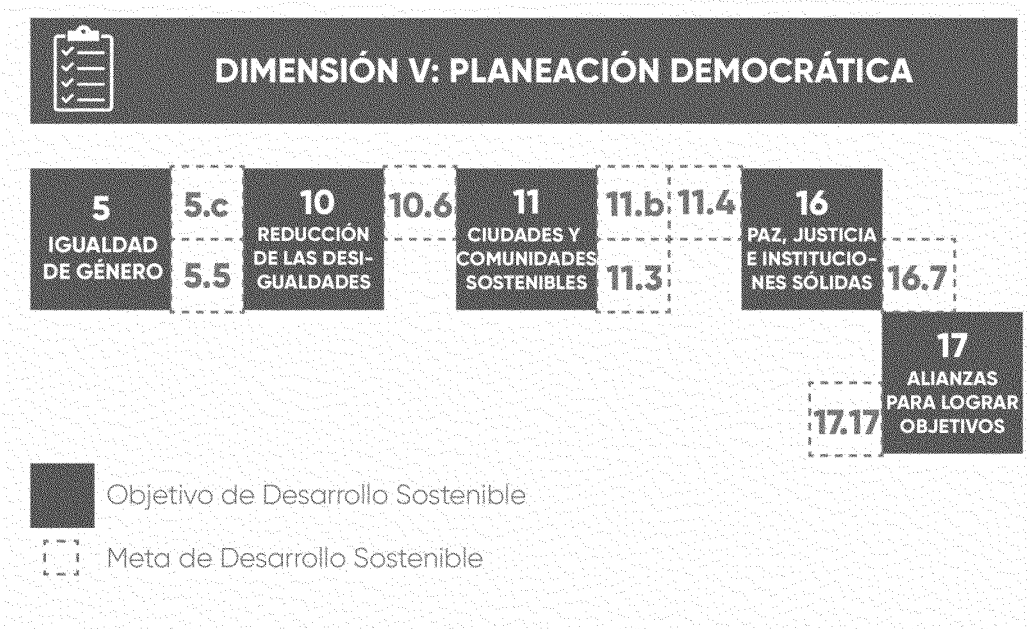 DIMENSIÓN V: PLANEACIÓN DEMOCRÁTICA
5
IGUALDAD
DE GÉNERO
5.c
5.5
10
REDUCCIÓN
DE LAS DESI-
GUALDADES
10.6
11
CIUDADES Y
COMUNIDADES
SOSTENIBLES
11.b
11.4
11.3
16
PAZ, JUSTICIA
E INSTITUCIO-
NES SÓLIDAS
16.7
17
ALIANZAS
PARA LOGRAR
OBJETIVOS
17.17
Objetivo de Desarrollo Sostenible
Meta de Desarrollo Sostenible